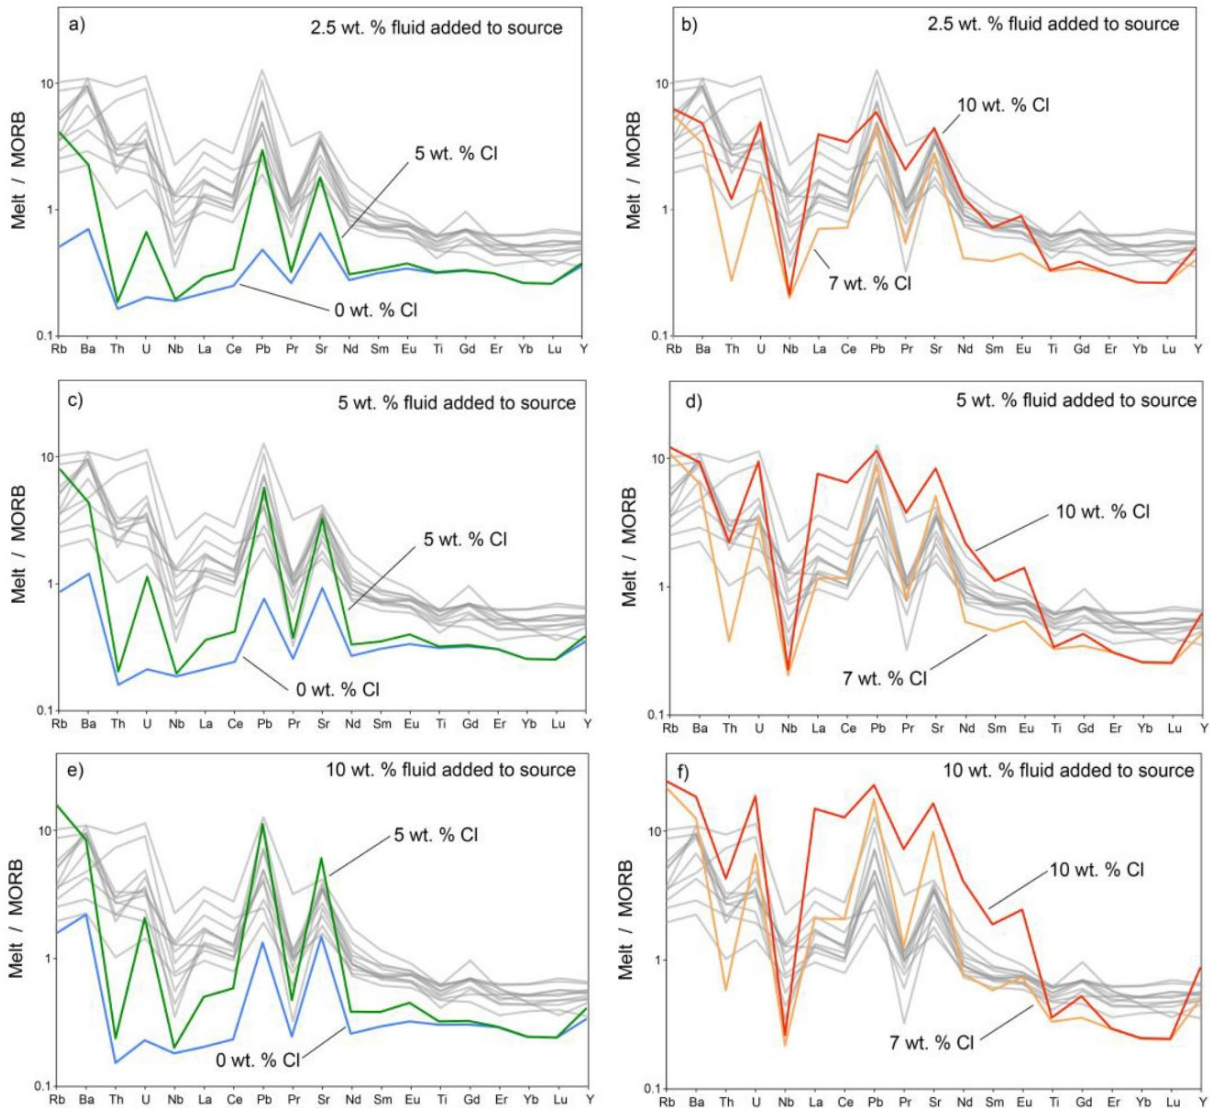 a)
2.5 wt. % fluid added to source
10
1
0.1
Melt / MORB
5 wt. % Cl
0 wt. % Cl
Rb Ba Th U Nb La Ce Pb Pr Sr Nd Sm Eu Ti Gd Er Yb Lu Y
b)
2.5 wt. % fluid added to source
10
1
0.1
Melt / MORB
10 wt. % Cl
7 wt. % Cl
Rb Ba Th U Nb La Ce Pb Pr Sr Nd Sm Eu Ti Gd Er Yb Lu Y
c)
5 wt. % fluid added to source
10
1
0.1
Melt / MORB
5 wt. % Cl
0 wt. % Cl
Rb Ba Th U Nb La Ce Pb Pr Sr Nd Sm Eu Ti Gd Er Yb Lu Y
d)
5 wt. % fluid added to source
10
1
0.1
Melt / MORB
10 wt. % Cl
7 wt. % Cl
Rb Ba Th U Nb La Ce Pb Pr Sr Nd Sm Eu Ti Gd Er Yb Lu Y
e)
10 wt. % fluid added to source
10
1
0.1
Melt / MORB
5 wt. % Cl
0 wt. % Cl
Rb Ba Th U Nb La Ce Pb Pr Sr Nd Sm Eu Ti Gd Er Yb Lu Y
f)
10 wt. % fluid added to source
10
1
0.1
Melt / MORB
10 wt. % Cl
7 wt. % Cl
Rb Ba Th U Nb La Ce Pb Pr Sr Nd Sm Eu Ti Gd Er Yb Lu Y